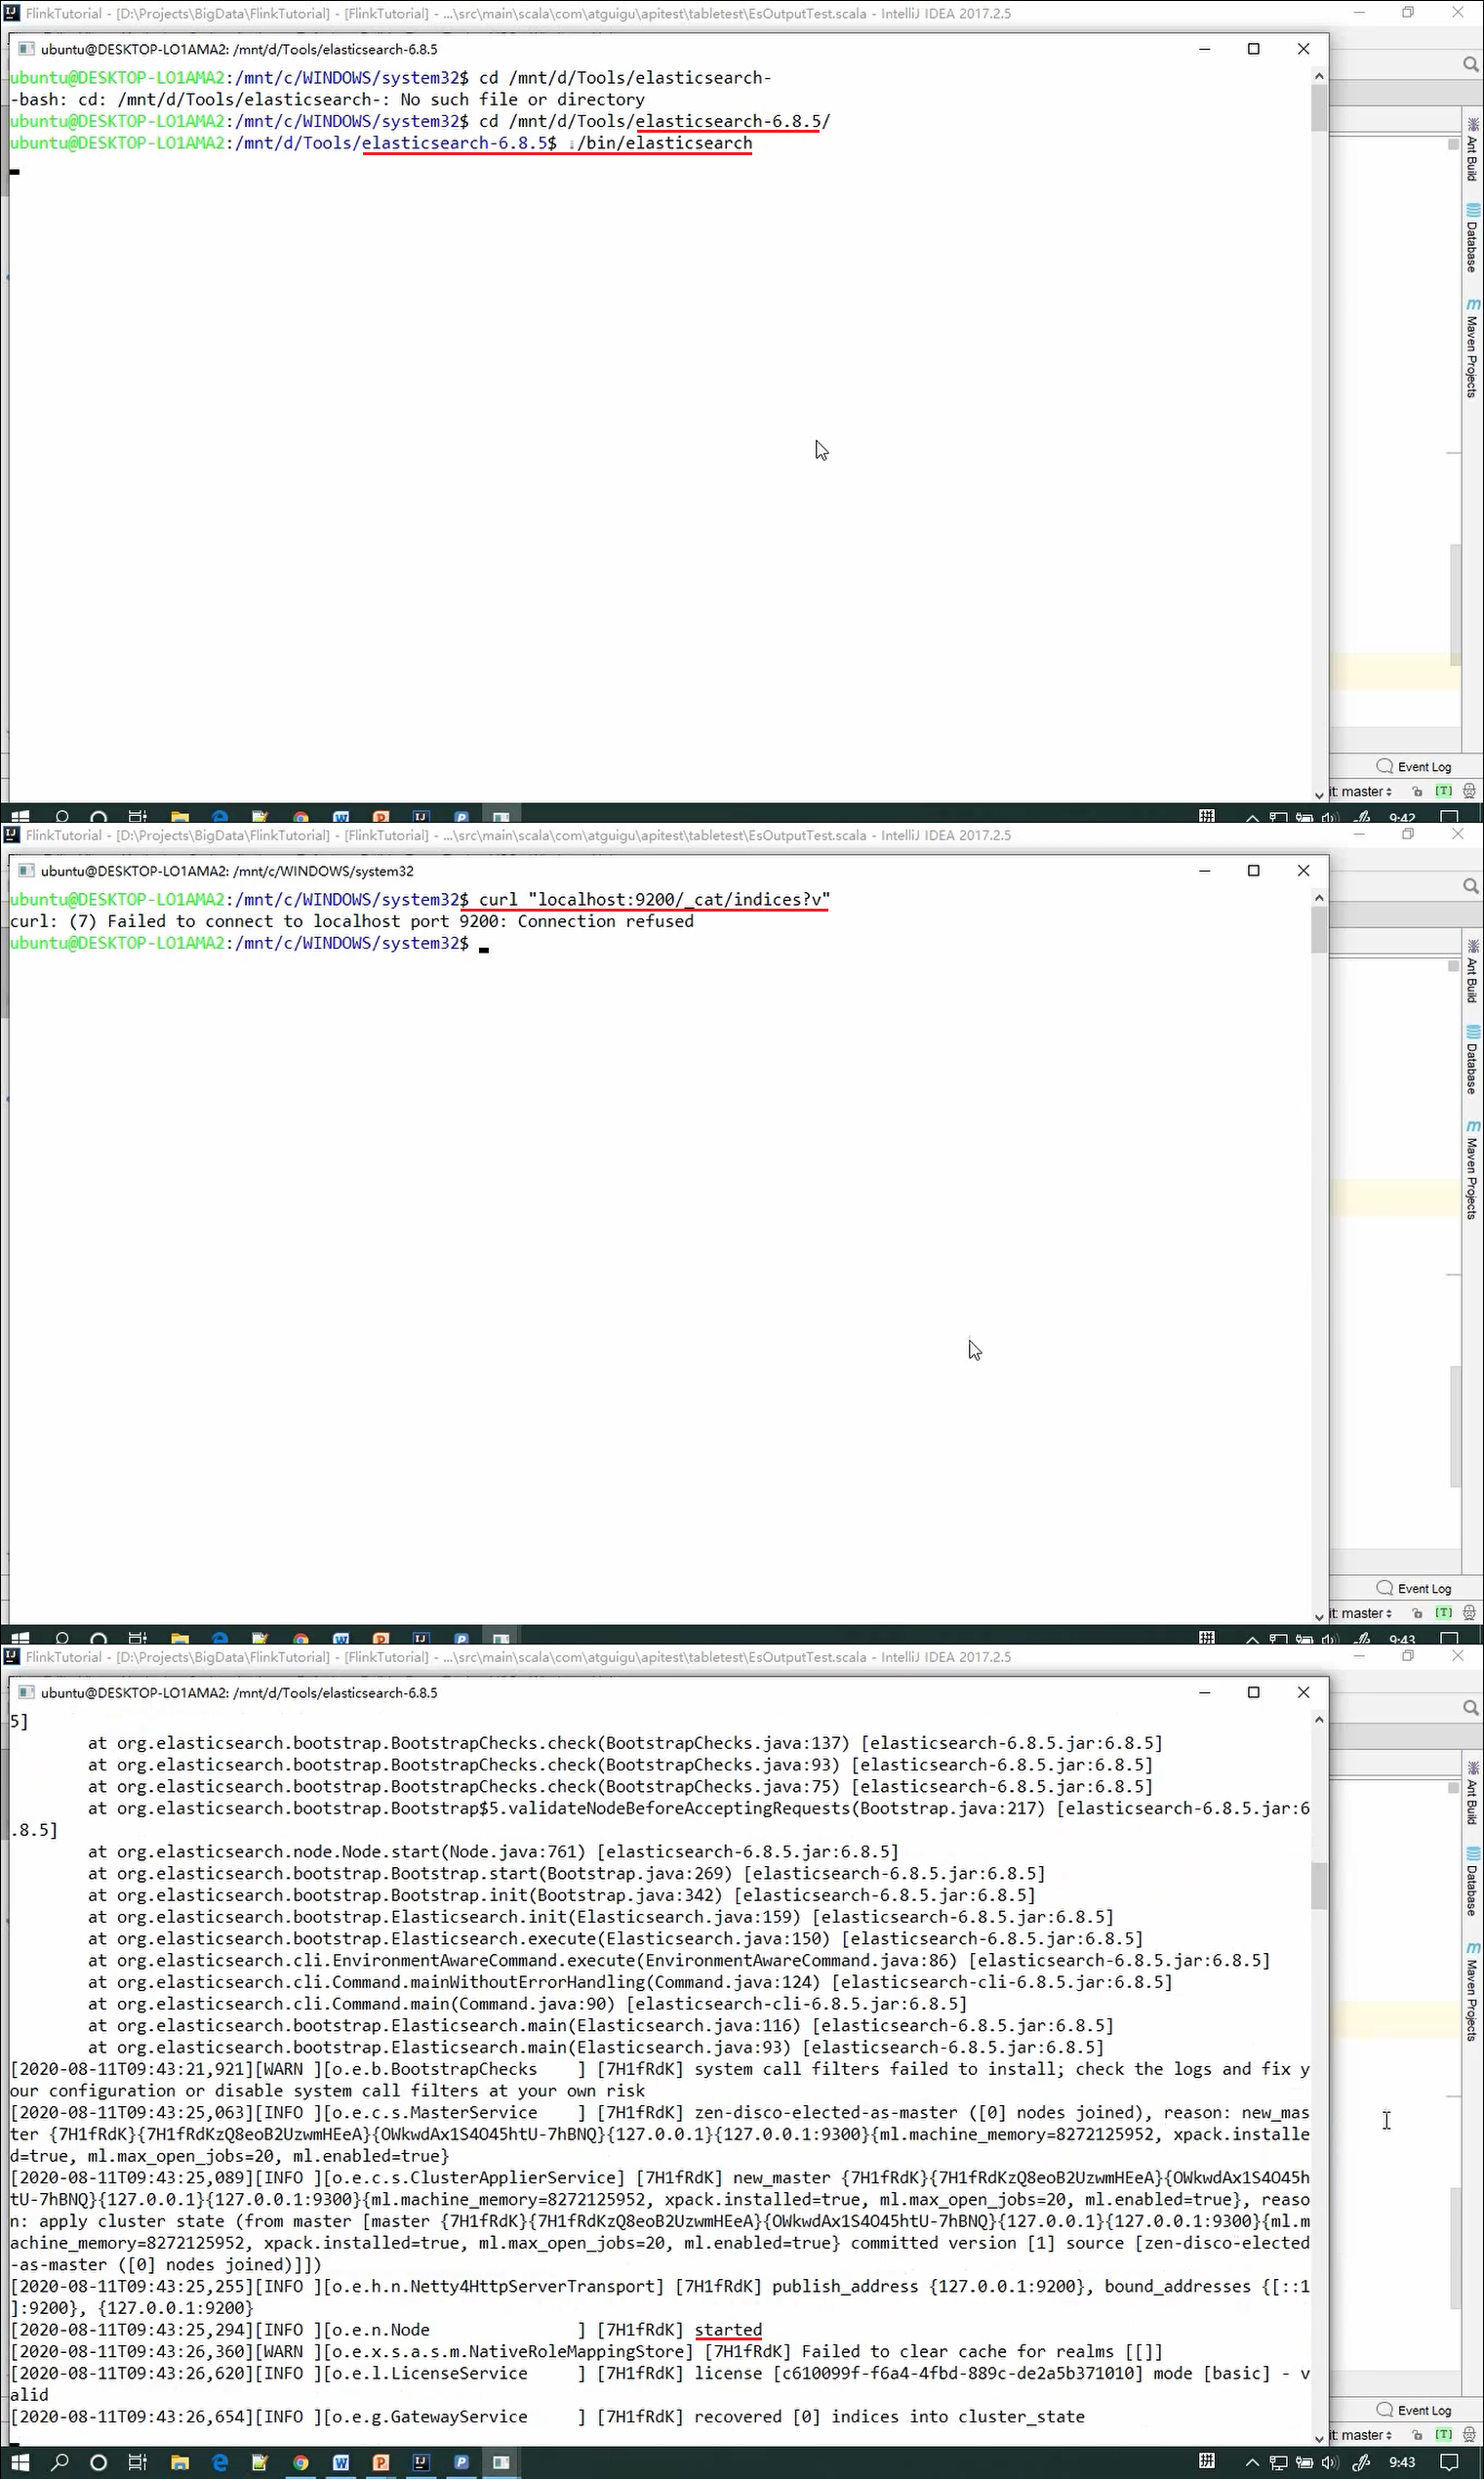 FlinkTutorial - [D:\Projects\BigData\FlinkTutorial] - [FlinkTutorial] - ...\src\main\scala\com\atguigu\apitest\tabletest\EsOutputTest.scala - IntelliJ IDEA 2017.2.5
ubuntu@DESKTOP-LO1AMA2: /mnt/d/Tools/elasticsearch-6.8.5
ubuntu@DESKTOP-LO1AMA2:/mnt/c/WINDOWS/system32$ cd /mnt/d/Tools/elasticsearch-
-bash: cd: /mnt/d/Tools/elasticsearch-: No such file or directory
ubuntu@DESKTOP-LO1AMA2:/mnt/c/WINDOWS/system32$ cd /mnt/d/Tools/elasticsearch-6.8.5/
ubuntu@DESKTOP-LO1AMA2:/mnt/d/Tools/elasticsearch-6.8.5$ ./bin/elasticsearch
Ant Build
Database
Maven Projects
Event Log
it: master
9:42
FlinkTutorial - [D:\Projects\BigData\FlinkTutorial] - [FlinkTutorial] - ...\src\main\scala\com\atguigu\apitest\tabletest\EsOutputTest.scala - IntelliJ IDEA 2017.2.5
ubuntu@DESKTOP-LO1AMA2: /mnt/c/WINDOWS/system32
ubuntu@DESKTOP-LO1AMA2:/mnt/c/WINDOWS/system32$ curl "localhost:9200/_cat/indices?v"
curl: (7) Failed to connect to localhost port 9200: Connection refused
ubuntu@DESKTOP-LO1AMA2:/mnt/c/WINDOWS/system32$
Ant Build
Database
Maven Projects
Event Log
it: master
9:43
FlinkTutorial - [D:\Projects\BigData\FlinkTutorial] - [FlinkTutorial] - ...\src\main\scala\com\atguigu\apitest\tabletest\EsOutputTest.scala - IntelliJ IDEA 2017.2.5
ubuntu@DESKTOP-LO1AMA2: /mnt/d/Tools/elasticsearch-6.8.5
5]
at org.elasticsearch.bootstrap.BootstrapChecks.check(BootstrapChecks.java:137) [elasticsearch-6.8.5.jar:6.8.5]
at org.elasticsearch.bootstrap.BootstrapChecks.check(BootstrapChecks.java:93) [elasticsearch-6.8.5.jar:6.8.5]
at org.elasticsearch.bootstrap.BootstrapChecks.check(BootstrapChecks.java:75) [elasticsearch-6.8.5.jar:6.8.5]
at org.elasticsearch.bootstrap.Bootstrap$5.validateNodeBeforeAcceptingRequests(Bootstrap.java:217) [elasticsearch-6.8.5.jar:6
.8.5]
at org.elasticsearch.node.Node.start(Node.java:761) [elasticsearch-6.8.5.jar:6.8.5]
at org.elasticsearch.bootstrap.Bootstrap.start(Bootstrap.java:269) [elasticsearch-6.8.5.jar:6.8.5]
at org.elasticsearch.bootstrap.Bootstrap.init(Bootstrap.java:342) [elasticsearch-6.8.5.jar:6.8.5]
at org.elasticsearch.bootstrap.Elasticsearch.init(Elasticsearch.java:159) [elasticsearch-6.8.5.jar:6.8.5]
at org.elasticsearch.bootstrap.Elasticsearch.execute(Elasticsearch.java:150) [elasticsearch-6.8.5.jar:6.8.5]
at org.elasticsearch.cli.EnvironmentAwareCommand.execute(EnvironmentAwareCommand.java:86) [elasticsearch-6.8.5.jar:6.8.5]
at org.elasticsearch.cli.Command.mainWithoutErrorHandling(Command.java:124) [elasticsearch-cli-6.8.5.jar:6.8.5]
at org.elasticsearch.cli.Command.main(Command.java:90) [elasticsearch-cli-6.8.5.jar:6.8.5]
at org.elasticsearch.bootstrap.Elasticsearch.main(Elasticsearch.java:116) [elasticsearch-6.8.5.jar:6.8.5]
at org.elasticsearch.bootstrap.Elasticsearch.main(Elasticsearch.java:93) [elasticsearch-6.8.5.jar:6.8.5]
[2020-08-11T09:43:21,921][WARN ][o.e.b.BootstrapChecks    ] [7H1fRdK] system call filters failed to install; check the logs and fix y
our configuration or disable system call filters at your own risk
[2020-08-11T09:43:25,063][INFO ][o.e.c.s.MasterService    ] [7H1fRdK] zen-disco-elected-as-master ([0] nodes joined), reason: new_mas
ter {7H1fRdK}{7H1fRdKzQ8eoB2UzwmHEeA}{OWkwdAx1S4O45htU-7hBNQ}{127.0.0.1}{127.0.0.1:9300}{ml.machine_memory=8272125952, xpack.installe
d=true, ml.max_open_jobs=20, ml.enabled=true}
[2020-08-11T09:43:25,089][INFO ][o.e.c.s.ClusterApplierService] [7H1fRdK] new_master {7H1fRdK}{7H1fRdKzQ8eoB2UzwmHEeA}{OWkwdAx1S4O45h
tU-7hBNQ}{127.0.0.1}{127.0.0.1:9300}{ml.machine_memory=8272125952, xpack.installed=true, ml.max_open_jobs=20, ml.enabled=true}, reaso
n: apply cluster state (from master [master {7H1fRdK}{7H1fRdKzQ8eoB2UzwmHEeA}{OWkwdAx1S4O45htU-7hBNQ}{127.0.0.1}{127.0.0.1:9300}{ml.m
achine_memory=8272125952, xpack.installed=true, ml.max_open_jobs=20, ml.enabled=true} committed version [1] source [zen-disco-elected
-as-master ([0] nodes joined)]])
[2020-08-11T09:43:25,255][INFO ][o.e.h.n.Netty4HttpServerTransport] [7H1fRdK] publish_address {127.0.0.1:9200}, bound_addresses {[::1
]:9200}, {127.0.0.1:9200}
[2020-08-11T09:43:25,294][INFO ][o.e.n.Node               ] [7H1fRdK] started
[2020-08-11T09:43:26,360][WARN ][o.e.x.s.a.s.m.NativeRoleMappingStore] [7H1fRdK] Failed to clear cache for realms [[]]
[2020-08-11T09:43:26,620][INFO ][o.e.l.LicenseService     ] [7H1fRdK] license [c610099f-f6a4-4fbd-889c-de2a5b371010] mode [basic] - v
alid
[2020-08-11T09:43:26,654][INFO ][o.e.g.GatewayService     ] [7H1fRdK] recovered [0] indices into cluster_state
Ant Build
Database
Maven Projects
Event Log
it: master
9:43